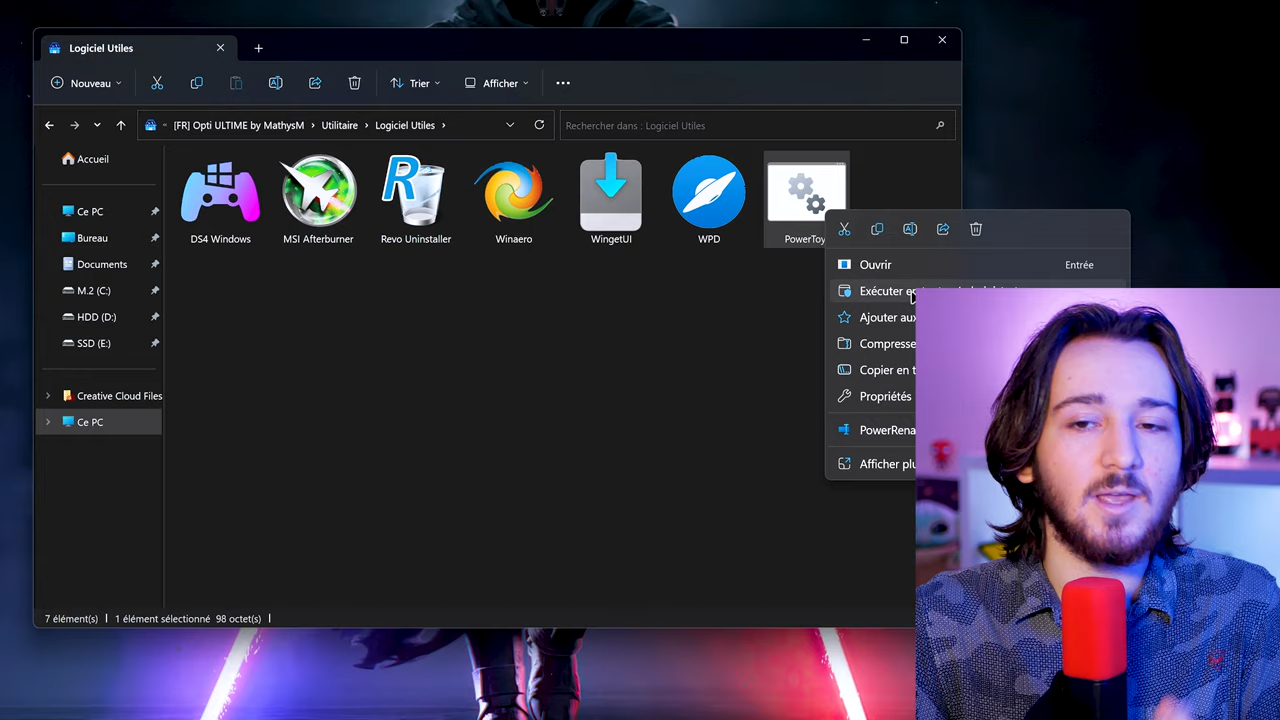 Logiciel Utiles
Nouveau
Trier
Afficher
[FR] Opti ULTIME by MathysM > Utilitaire > Logiciel Utiles >
Rechercher dans : Logiciel Utiles
Accueil
Ce PC
Bureau
Documents
M.2 (C:)
HDD (D:)
SSD (E:)
Creative Cloud Files
Ce PC
DS4 Windows
MSI Afterburner
Revo Uninstaller
Winaero
WingetUI
WPD
PowerToy
Ouvrir Entrée
Exécuter
Ajouter aux
Compresse
Copier en t
Propriétés
PowerRena
Afficher plu
7 élément(s)
1 élément sélectionné 98 octet(s)